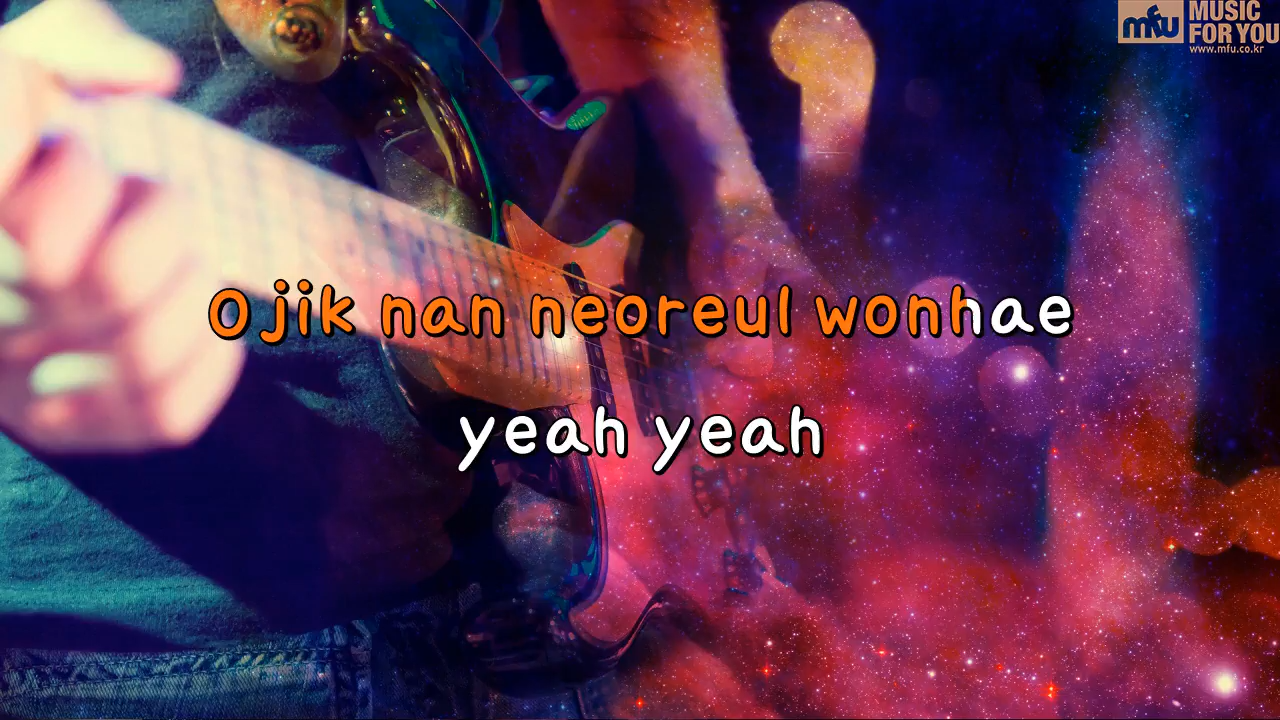 mfu MUSIC
FOR YOU
www.mfu.co.kr
Ojik nan neoreul wonhae
yeah yeah